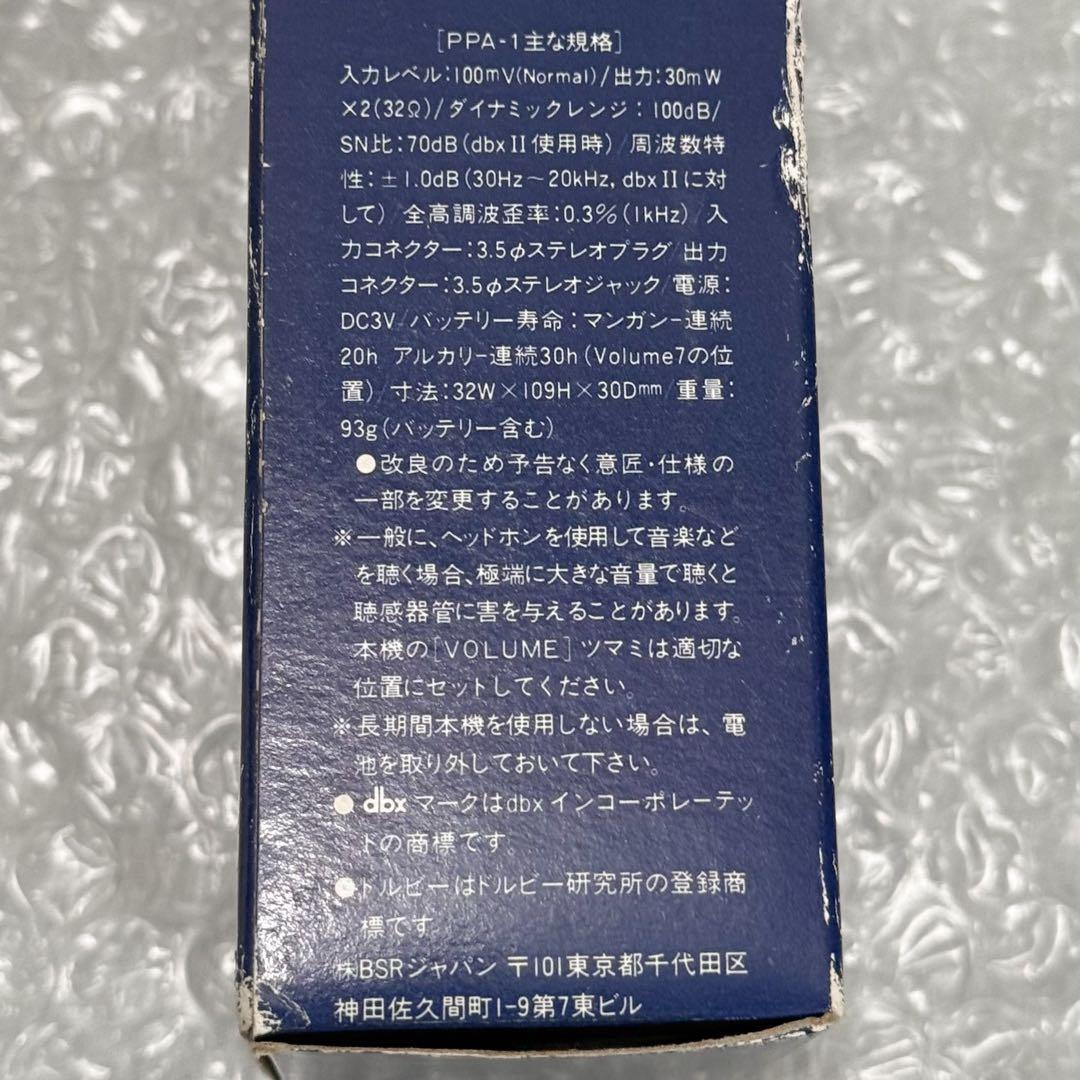 [PPA-1主な規格]
入力レベル:100mV(Normal)/出力:30mW
×2(32Ω)/ダイナミックレンジ:100dB/
SN比:70dB(dbxII使用時)/周波数特
性:±1.0dB(30Hz~20kHz,dbxIIに対
して) 全高調波歪率:0.3%(1kHz)/入
力コネクター:3.5φステレオプラグ/出力
コネクター:3.5φステレオジャック/電源:
DC3V/バッテリー寿命:マンガン-連続
20h アルカリ-連続30h(Volume7の位
置)/寸法:32W×109H×30Dmm/重量:
93g(バッテリー含む)
●改良のため予告なく意匠・仕様の
一部を変更することがあります。
※一般に、ヘッドホンを使用して音楽など
を聴く場合、極端に大きな音量で聴くと
聴感器管に害を与えることがあります。
本機の[VOLUME]ツマミは適切な
位置にセットしてください。
※長期間本機を使用しない場合は、電
池を取り外しておいて下さい。
●dbxマークはdbxインコーポレーテッ
ドの商標です。
●ドルビーはドルビー研究所の登録商
標です。
㈱BSRジャパン 〒101東京都千代田区
神田佐久間町1-9第7東ビル